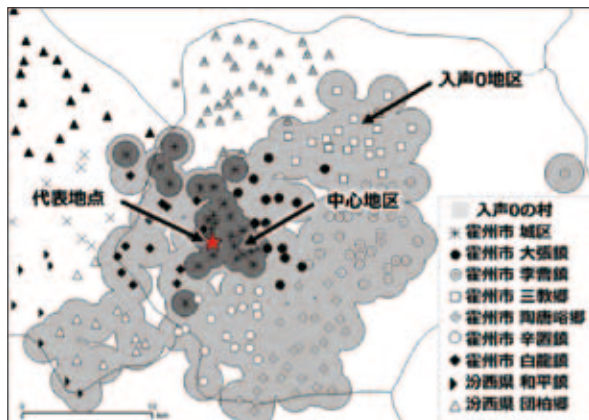 入声0地区
代表地点
中心地区
入声0の村
霍州市 城区
霍州市 大張鎮
霍州市 李曹鎮
霍州市 三教郷
霍州市 陶唐峪郷
霍州市 辛置鎮
霍州市 白龍鎮
汾西県 和平鎮
汾西県 団柏郷